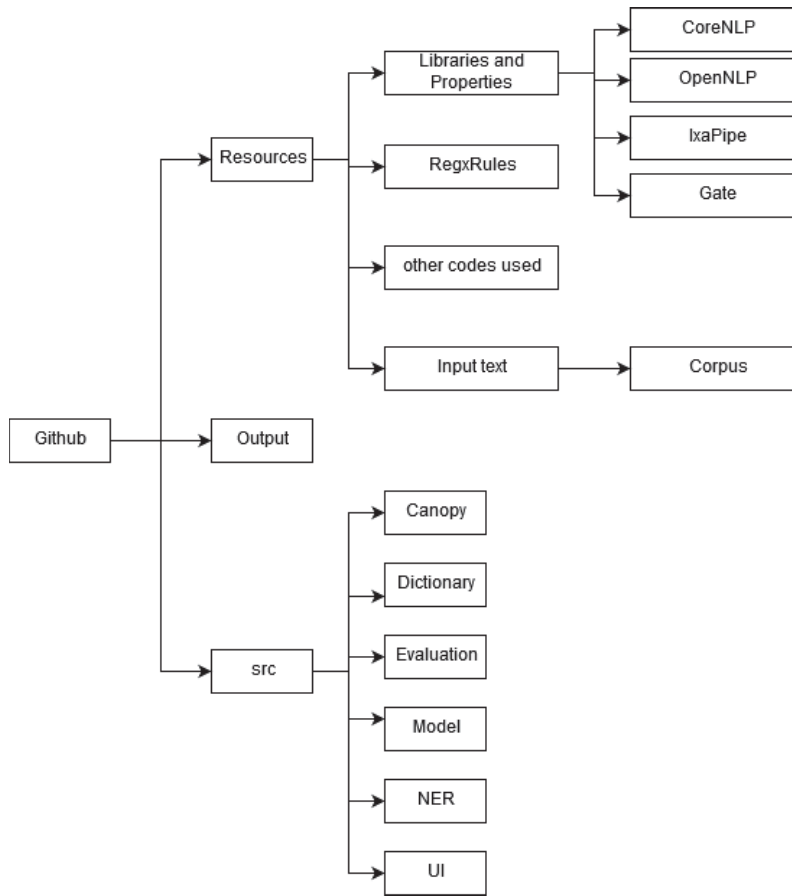 CoreNLP
Libraries and
Properties
OpenNLP
IxaPipe
Resources
RegxRules
Gate
other codes used
Input text
Corpus
Github
Output
Canopy
Dictionary
Evaluation
src
Model
NER
UI